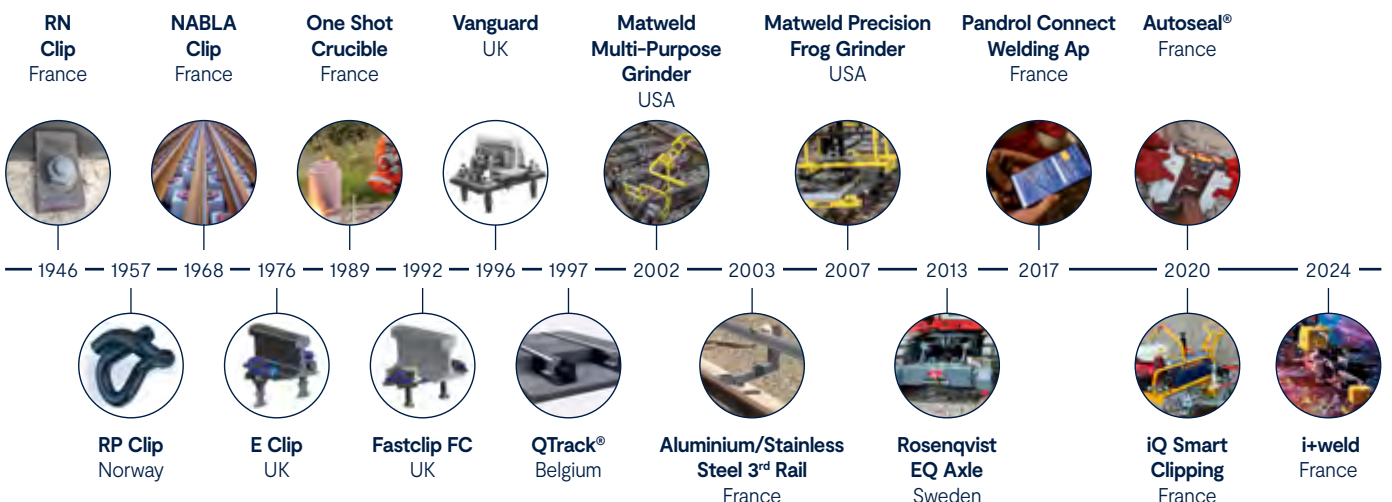 RN
Clip
France
NABLA
Clip
France
One Shot
Crucible
France
Vanguard
UK
Matweld
Multi-Purpose
Grinder
USA
Matweld Precision
Frog Grinder
USA
Pandrol Connect
Welding Ap
France
Autoseal®
France
1946 1957 1968 1976 1989 1992 1996 1997 2002 2003 2007 2013 2017 2020 2024
RP Clip
Norway
E Clip
UK
Fastclip FC
UK
QTrack®
Belgium
Aluminium/Stainless
Steel 3rd Rail
France
Rosenqvist
EQ Axle
Sweden
iQ Smart
Clipping
France
i+weld
France